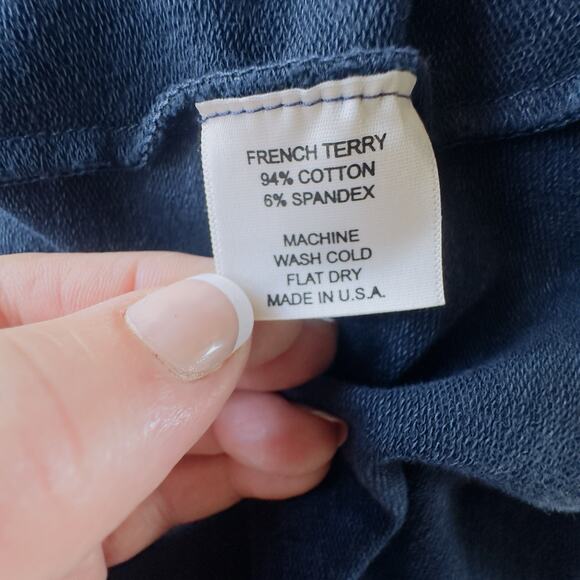 FRENCH TERRY
94% COTTON
6% SPANDEX
MACHINE
WASH COLD
FLAT DRY
MADE IN U.S.A.